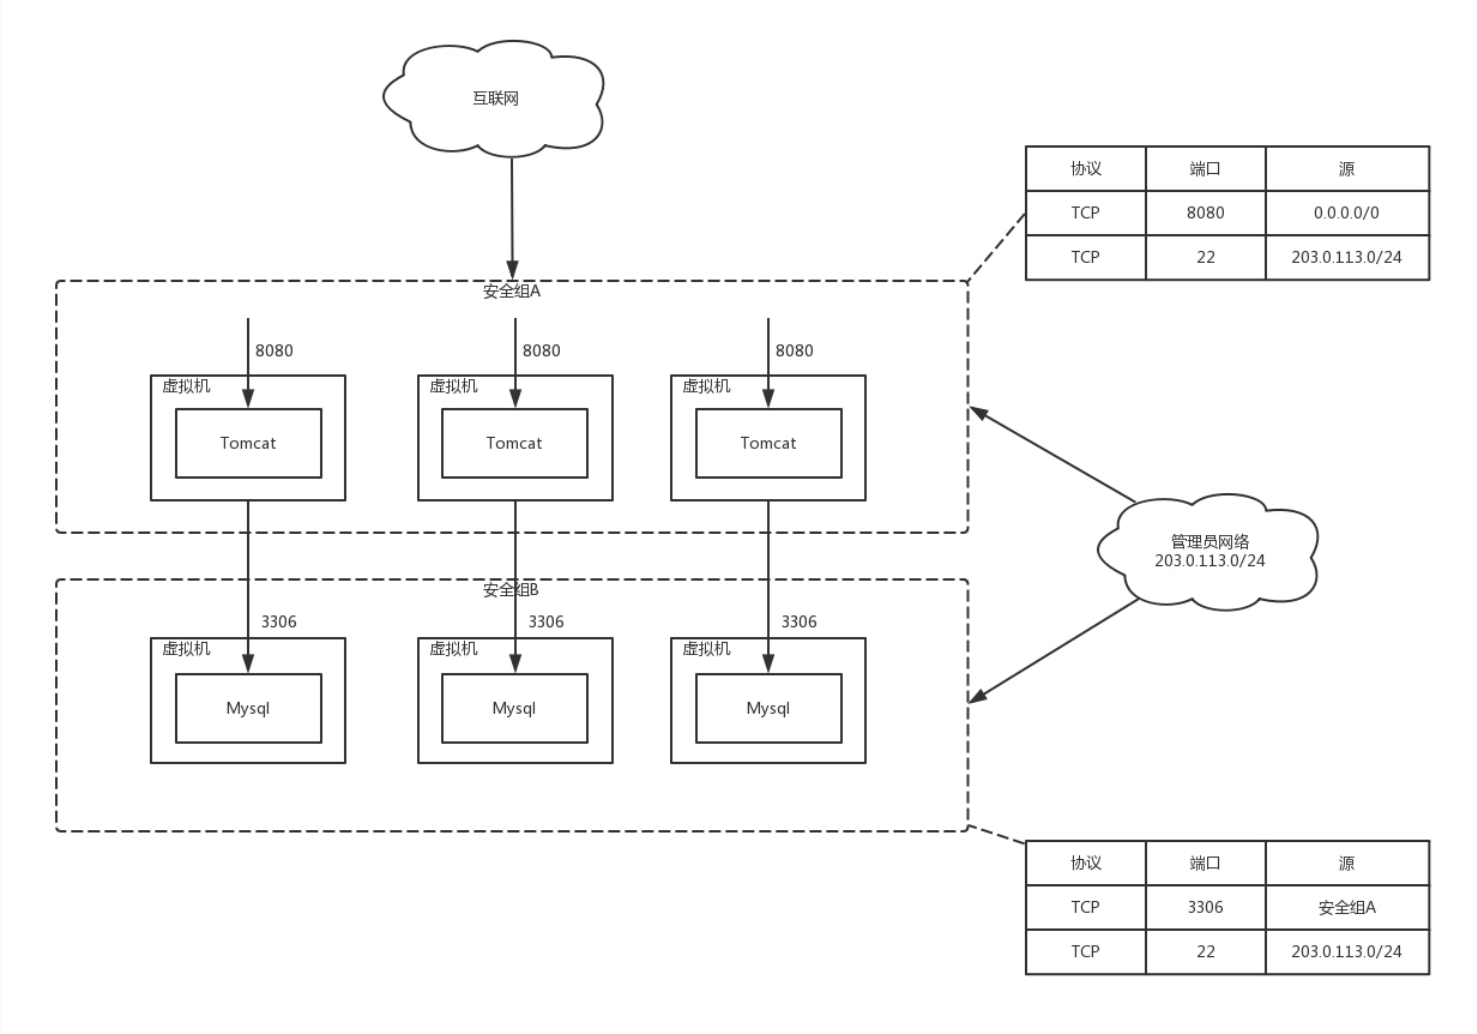 互联网
协议 端口 源
TCP 8080 0.0.0.0/0
TCP 22 203.0.113.0/24
安全组A
8080 8080 8080
虚拟机 虚拟机 虚拟机
Tomcat Tomcat Tomcat
管理员网络
203.0.113.0/24
安全组B
3306 3306 3306
虚拟机 虚拟机 虚拟机
Mysql Mysql Mysql
协议 端口 源
TCP 3306 安全组A
TCP 22 203.0.113.0/24